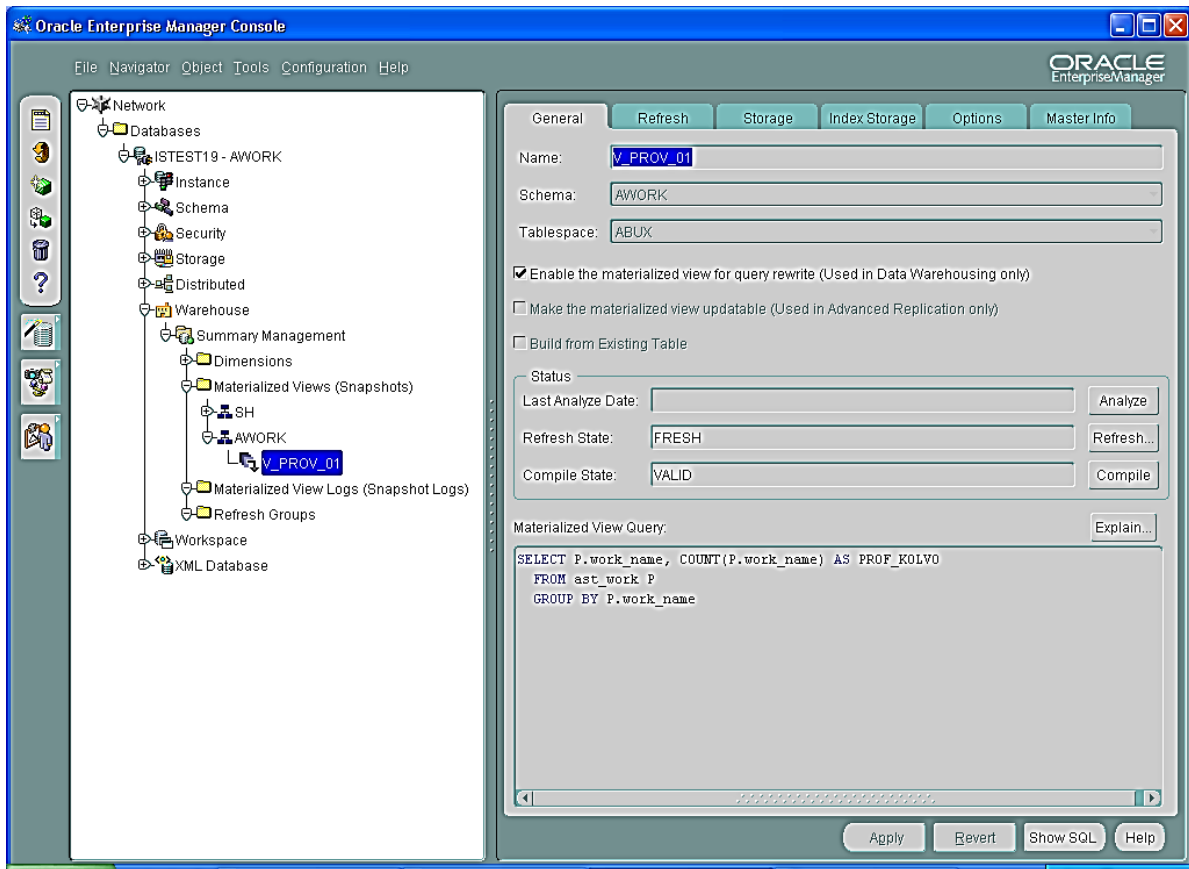 Oracle Enterprise Manager Console
File Navigator Object Tools Configuration Help
ORACLE
EnterpriseManager
Network
Databases
ISTEST19 - AWORK
Instance
Schema
Security
Storage
Distributed
Warehouse
Summary Management
Dimensions
Materialized Views (Snapshots)
SH
AWORK
V_PROV_01
Materialized View Logs (Snapshot Logs)
Refresh Groups
Workspace
XML Database
General Refresh Storage Index Storage Options Master Info
Name: V_PROV_01
Schema: AWORK
Tablespace: ABUX
Enable the materialized view for query rewrite (Used in Data Warehousing only)
Make the materialized view updatable (Used in Advanced Replication only)
Build from Existing Table
Status
Last Analyze Date: Analyze
Refresh State: FRESH Refresh...
Compile State: VALID Compile
Materialized View Query: Explain...
SELECT P.work_name, COUNT(P.work_name) AS PROF_KOLVO
FROM ast_work P
GROUP BY P.work_name
Apply Revert Show SQL Help